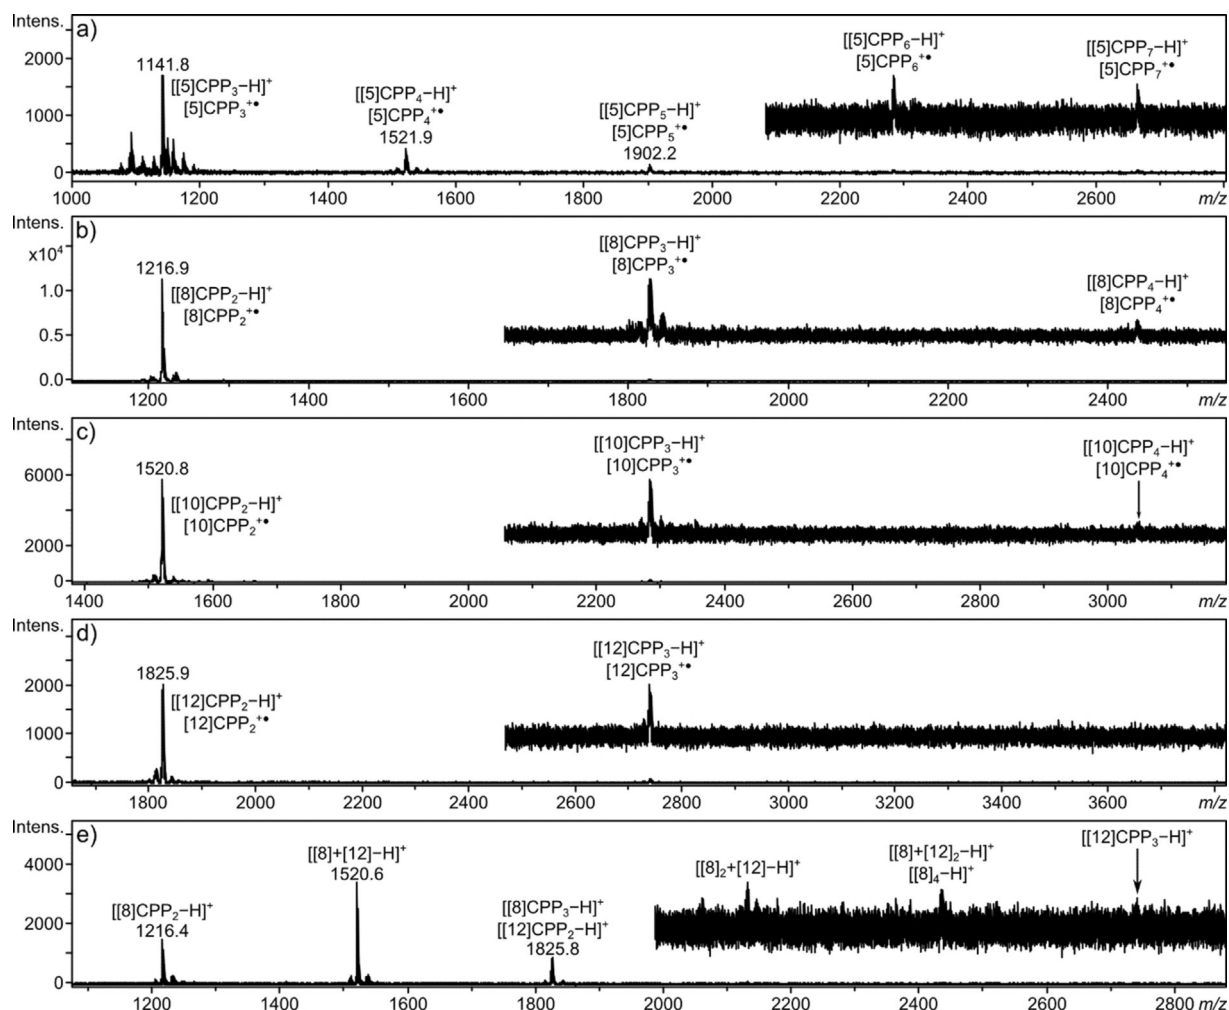 Intens.
a)
2000
1000
0
1141.8
[[5]CPP₃−H]⁺
[5]CPP₃⁺•
[[5]CPP₄−H]⁺
[5]CPP₄⁺•
1521.9
[[5]CPP₅−H]⁺
[5]CPP₅⁺•
1902.2
[[5]CPP₆−H]⁺
[5]CPP₆⁺•
[[5]CPP₇−H]⁺
[5]CPP₇⁺•
1000 1200 1400 1600 1800 2000 2200 2400 2600 m/z
Intens.
x10⁴
b)
1.0
0.5
0.0
1216.9
[[8]CPP₂−H]⁺
[8]CPP₂⁺•
[[8]CPP₃−H]⁺
[8]CPP₃⁺•
[[8]CPP₄−H]⁺
[8]CPP₄⁺•
1200 1400 1600 1800 2000 2200 2400 m/z
Intens.
c)
6000
2000
0
1520.8
[[10]CPP₂−H]⁺
[10]CPP₂⁺•
[[10]CPP₃−H]⁺
[10]CPP₃⁺•
[[10]CPP₄−H]⁺
[10]CPP₄⁺•
1400 1600 1800 2000 2200 2400 2600 2800 3000 m/z
Intens.
d)
2000
1000
0
1825.9
[[12]CPP₂−H]⁺
[12]CPP₂⁺•
[[12]CPP₃−H]⁺
[12]CPP₃⁺•
1800 2000 2200 2400 2600 2800 3000 3200 3400 3600 m/z
Intens.
e)
4000
2000
0
[[8]CPP₂−H]⁺
1216.4
[[8]+[12]−H]⁺
1520.6
[[8]CPP₃−H]⁺
[[12]CPP₂−H]⁺
1825.8
[[8]₂+[12]−H]⁺
[[8]+[12]₂−H]⁺
[[8]₄−H]⁺
[[12]CPP₃−H]⁺
1200 1400 1600 1800 2000 2200 2400 2600 2800 m/z